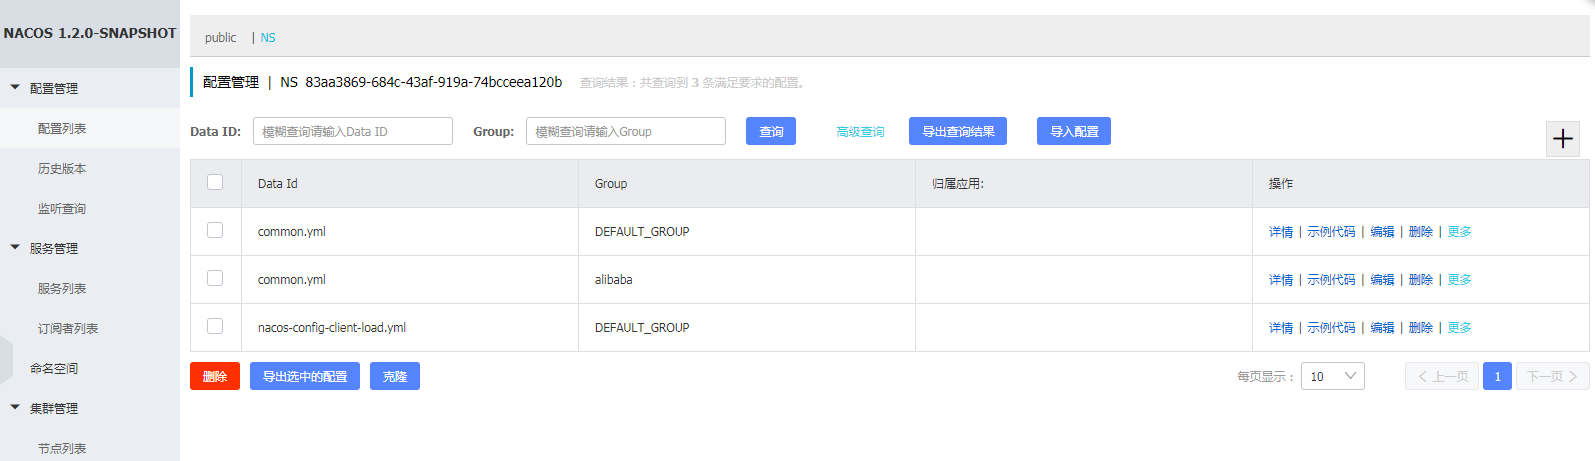 NACOS 1.2.0-SNAPSHOT
配置管理
配置列表
历史版本
监听查询
服务管理
服务列表
订阅者列表
命名空间
集群管理
节点列表
public | NS
配置管理 | NS 83aa3869-684c-43af-919a-74bcceea120b 查询结果：共查询到 3 条满足要求的配置。
Data ID: 模糊查询请输入Data ID Group: 模糊查询请输入Group 查询 高级查询 导出查询结果 导入配置
Data Id Group 归属应用: 操作
common.yml DEFAULT_GROUP 详情 | 示例代码 | 编辑 | 删除 | 更多
common.yml alibaba 详情 | 示例代码 | 编辑 | 删除 | 更多
nacos-config-client-load.yml DEFAULT_GROUP 详情 | 示例代码 | 编辑 | 删除 | 更多
删除 导出选中的配置 克隆 每页显示： 10 上一页 1 下一页